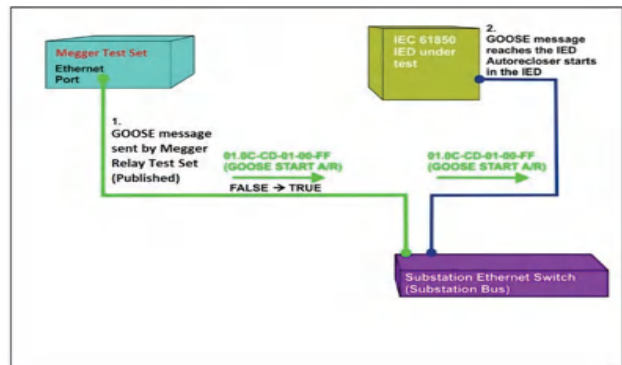 Megger Test Set
Ethernet
Port
1.
GOOSE message
sent by Megger
Relay Test Set
(Published)
01.0C-CD-01-00-FF
(GOOSE START A/R)
FALSE → TRUE
IEC 61850
IED under
test
2.
GOOSE message
reaches the IED
Autorecloser starts
in the IED
01.0C-CD-01-00-FF
(GOOSE START A/R)
Substation Ethernet Switch
(Substation Bus)